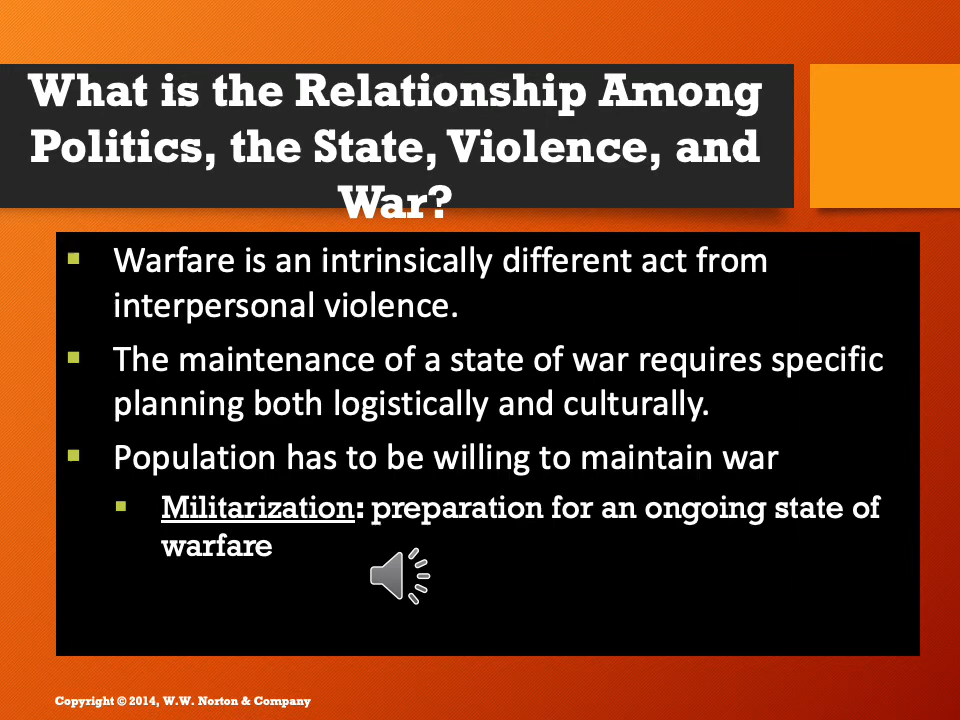 What is the Relationship Among
Politics, the State, Violence, and
War?
▪ Warfare is an intrinsically different act from
interpersonal violence.
▪ The maintenance of a state of war requires specific
planning both logistically and culturally.
▪ Population has to be willing to maintain war
▪ Militarization: preparation for an ongoing state of
warfare
Copyright © 2014, W.W. Norton & Company